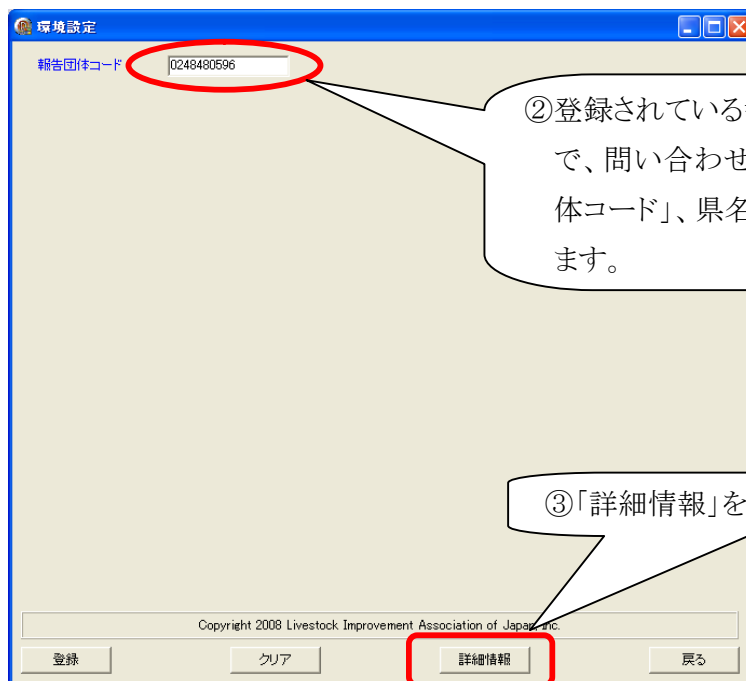 環境設定
報告団体コード 0248480596
②登録されている
で、問い合わせ
体コード」、県名
ます。
③「詳細情報」を
Copyright 2008 Livestock Improvement Association of Japan, Inc.
登録 クリア 詳細情報 戻る